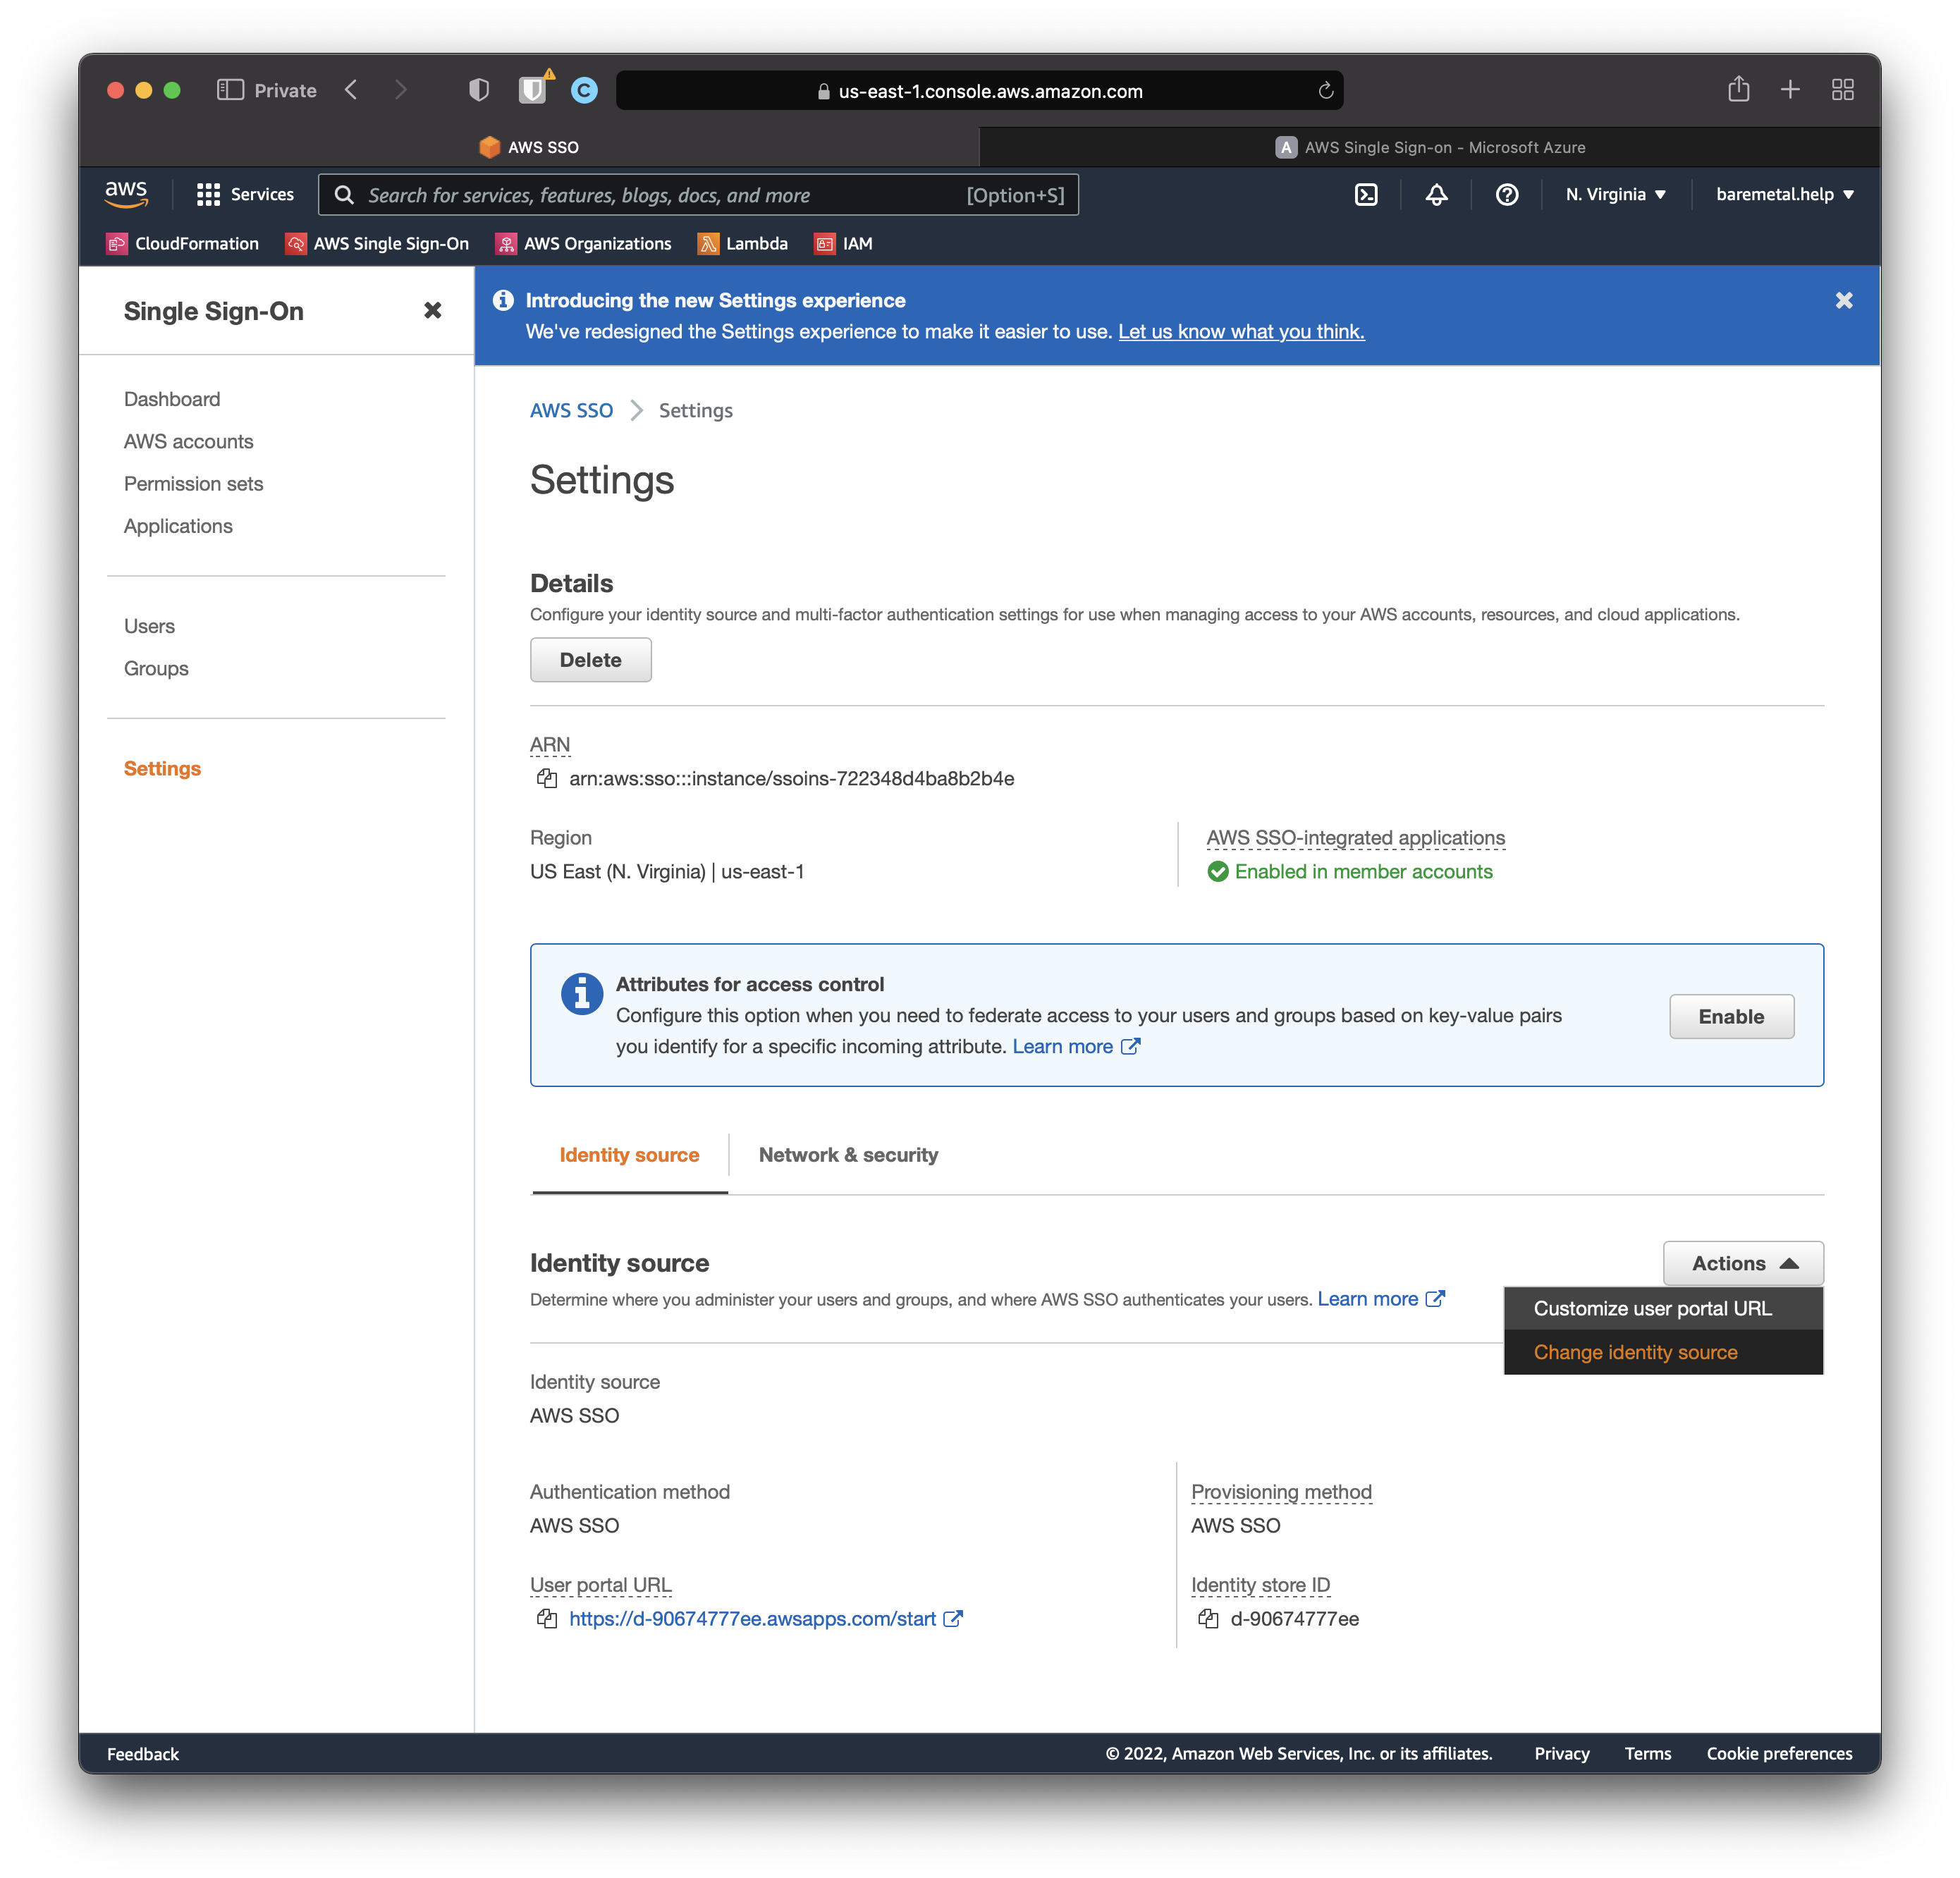 Private
us-east-1.console.aws.amazon.com
AWS SSO
A AWS Single Sign-on - Microsoft Azure
aws
Services
Search for services, features, blogs, docs, and more [Option+S]
N. Virginia
baremetal.help
CloudFormation
AWS Single Sign-On
AWS Organizations
Lambda
IAM
Single Sign-On
Dashboard
AWS accounts
Permission sets
Applications
Users
Groups
Settings
Introducing the new Settings experience
We've redesigned the Settings experience to make it easier to use. Let us know what you think.
AWS SSO > Settings
Settings
Details
Configure your identity source and multi-factor authentication settings for use when managing access to your AWS accounts, resources, and cloud applications.
Delete
ARN
arn:aws:sso:::instance/ssoins-722348d4ba8b2b4e
Region
US East (N. Virginia) | us-east-1
AWS SSO-integrated applications
Enabled in member accounts
Attributes for access control
Configure this option when you need to federate access to your users and groups based on key-value pairs
you identify for a specific incoming attribute. Learn more
Enable
Identity source
Network & security
Identity source
Determine where you administer your users and groups, and where AWS SSO authenticates your users. Learn more
Actions
Customize user portal URL
Change identity source
Identity source
AWS SSO
Authentication method
AWS SSO
Provisioning method
AWS SSO
User portal URL
https://d-90674777ee.awsapps.com/start
Identity store ID
d-90674777ee
Feedback
© 2022, Amazon Web Services, Inc. or its affiliates.
Privacy
Terms
Cookie preferences